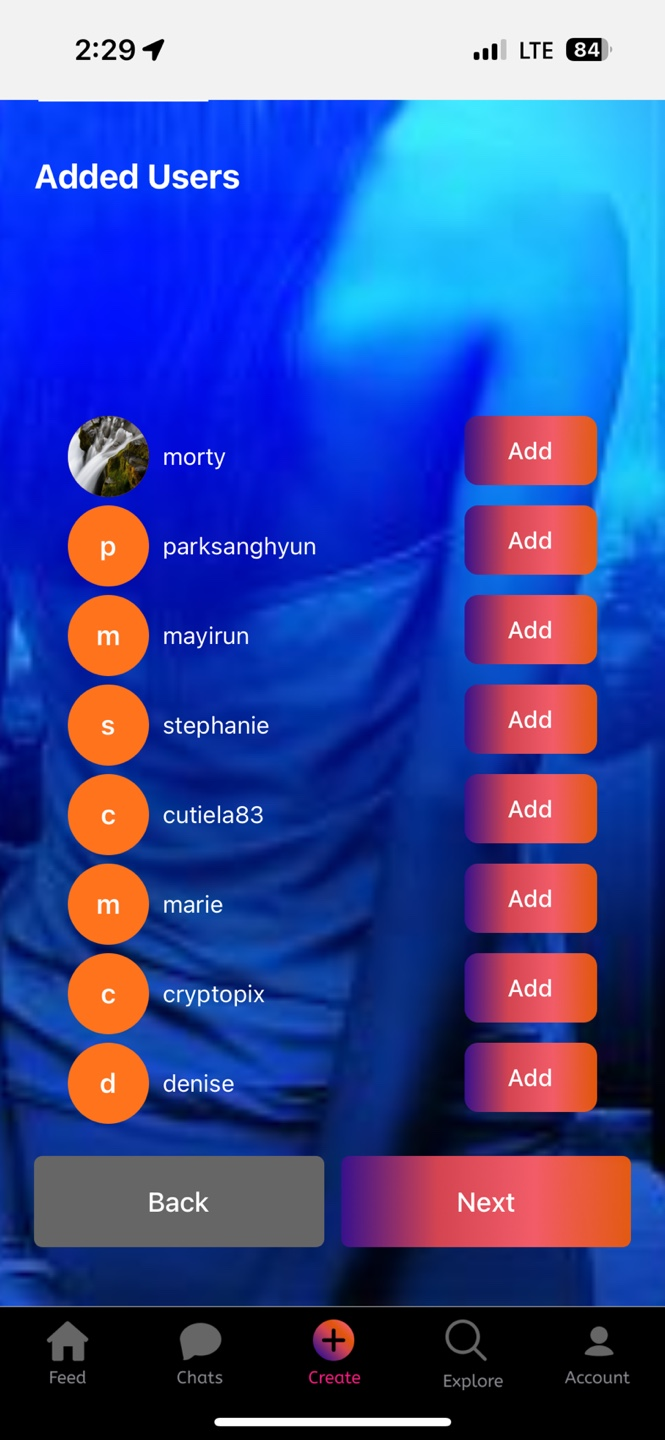 2:29 LTE 84
Added Users
morty Add
p parksanghyun Add
m mayirun Add
s stephanie Add
c cutiela83 Add
m marie Add
c cryptopix Add
d denise Add
Back Next
Feed Chats Create Explore Account